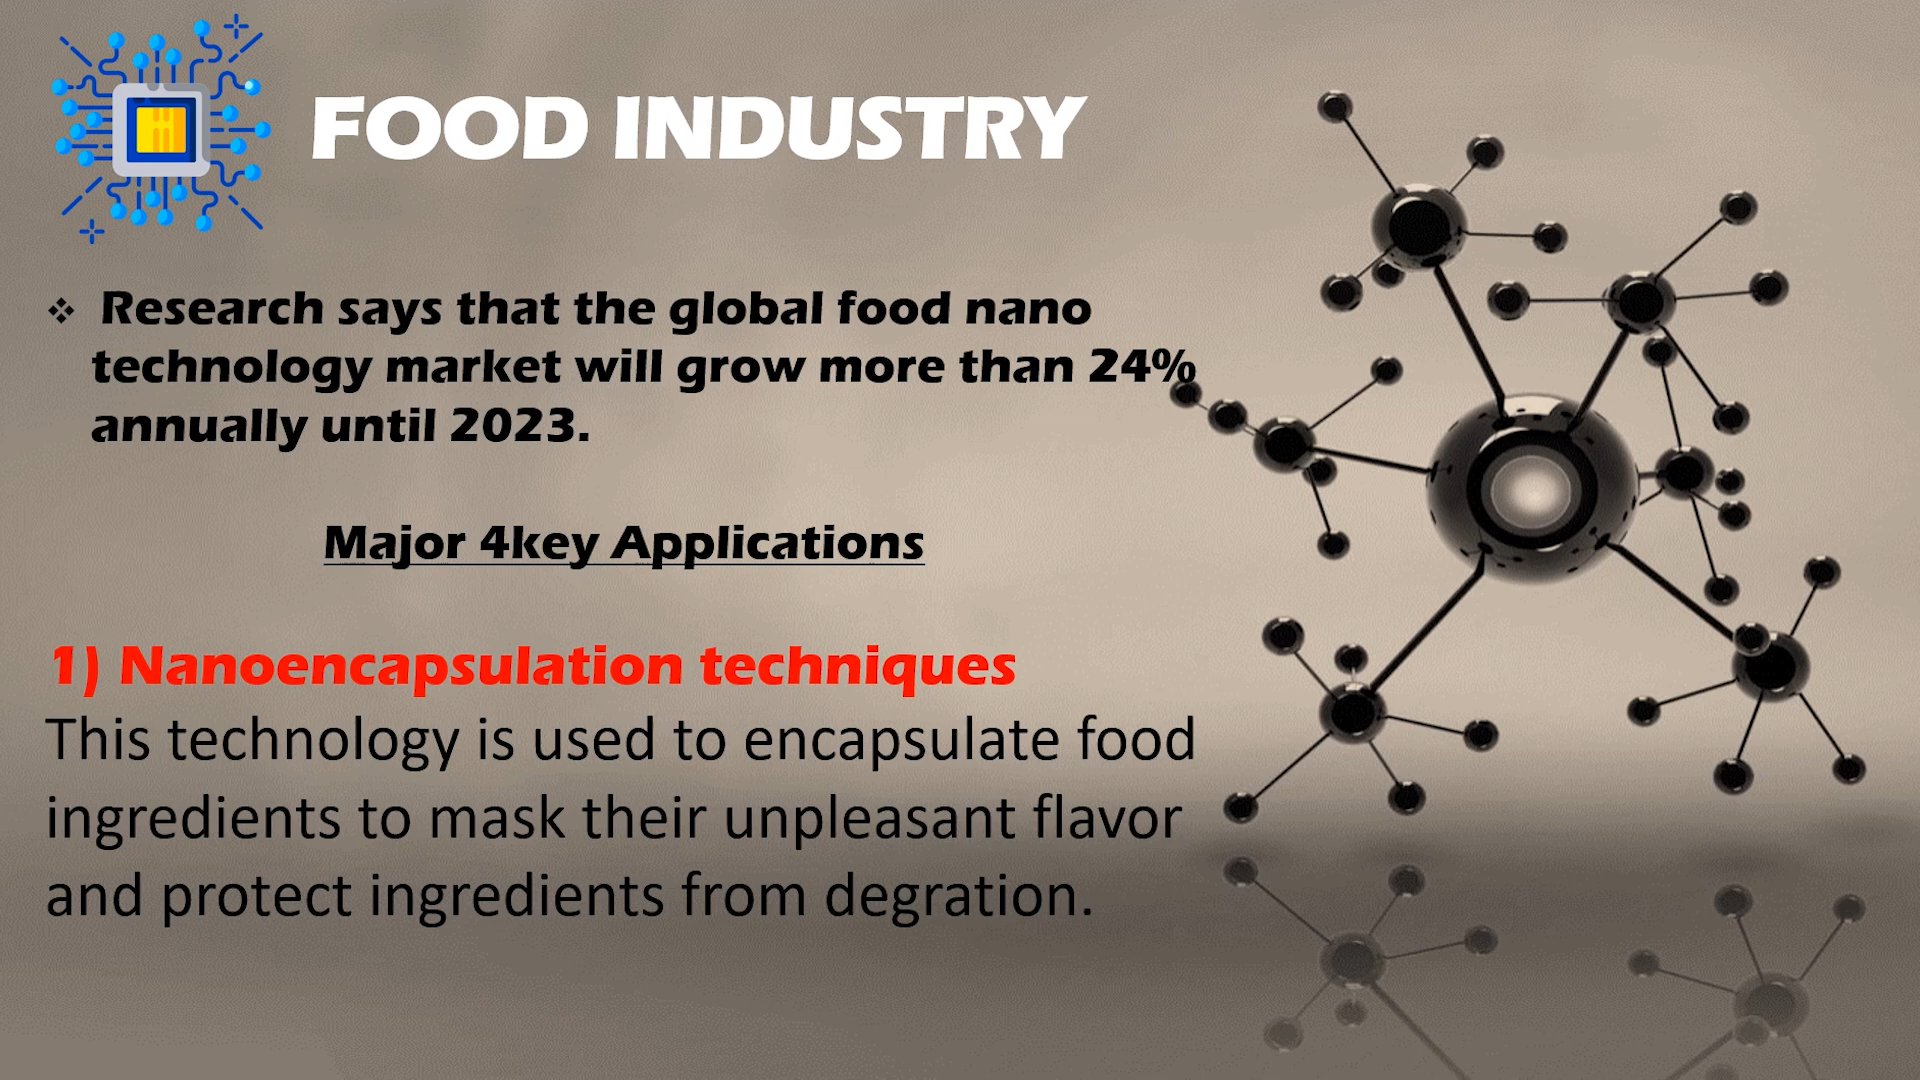 FOOD INDUSTRY
❖ Research says that the global food nano
technology market will grow more than 24%
annually until 2023.
Major 4key Applications
1) Nanoencapsulation techniques
This technology is used to encapsulate food
ingredients to mask their unpleasant flavor
and protect ingredients from degration.